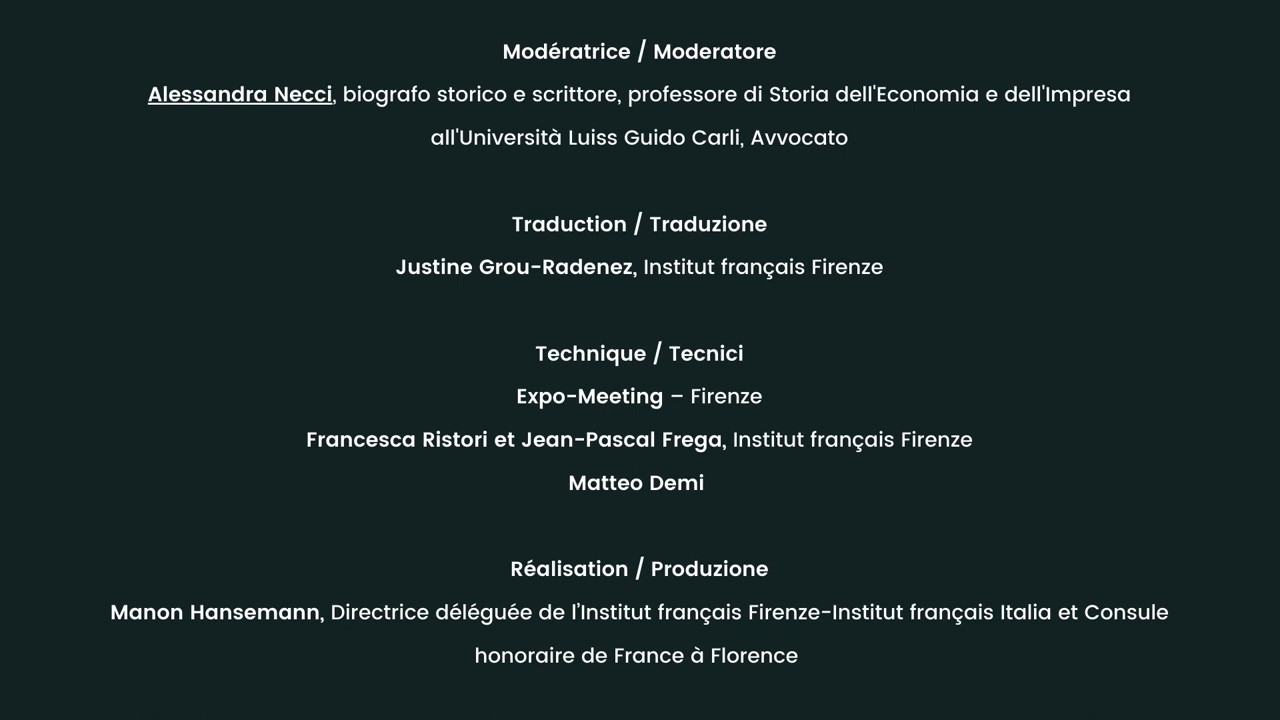 Modératrice / Moderatore
Alessandra Necci, biografo storico e scrittore, professore di Storia dell'Economia e dell'Impresa
all'Università Luiss Guido Carli, Avvocato
Traduction / Traduzione
Justine Grou-Radenez, Institut français Firenze
Technique / Tecnici
Expo-Meeting – Firenze
Francesca Ristori et Jean-Pascal Frega, Institut français Firenze
Matteo Demi
Réalisation / Produzione
Manon Hansemann, Directrice déléguée de l’Institut français Firenze-Institut français Italia et Consule
honoraire de France à Florence